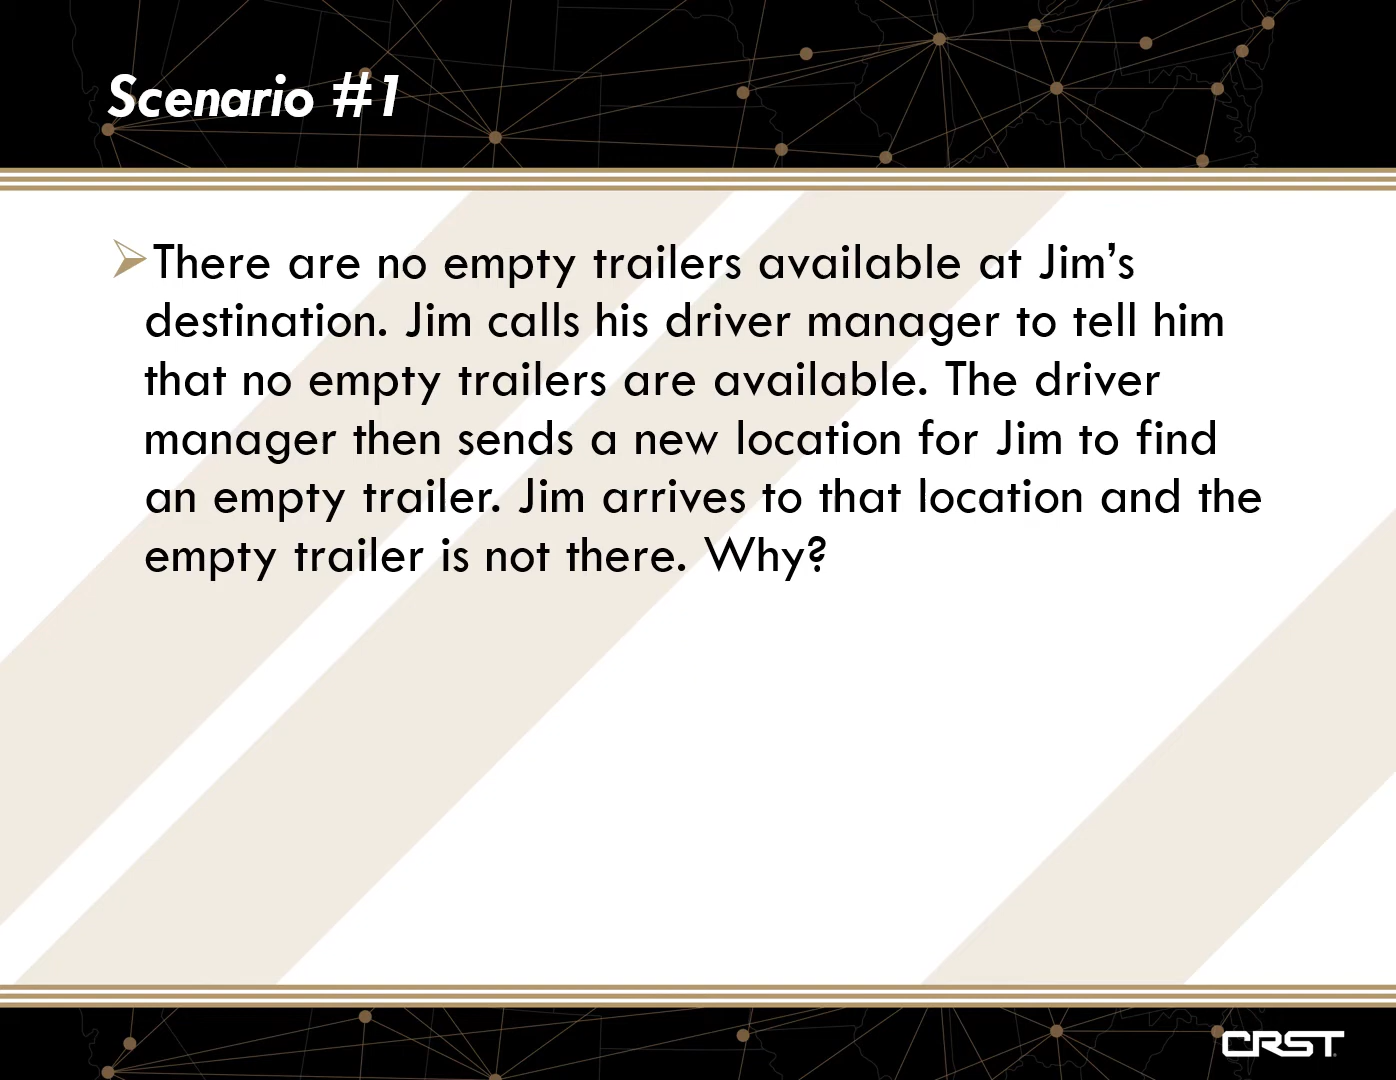 Scenario #1
There are no empty trailers available at Jim’s
destination. Jim calls his driver manager to tell him
that no empty trailers are available. The driver
manager then sends a new location for Jim to find
an empty trailer. Jim arrives to that location and the
empty trailer is not there. Why?
CRST